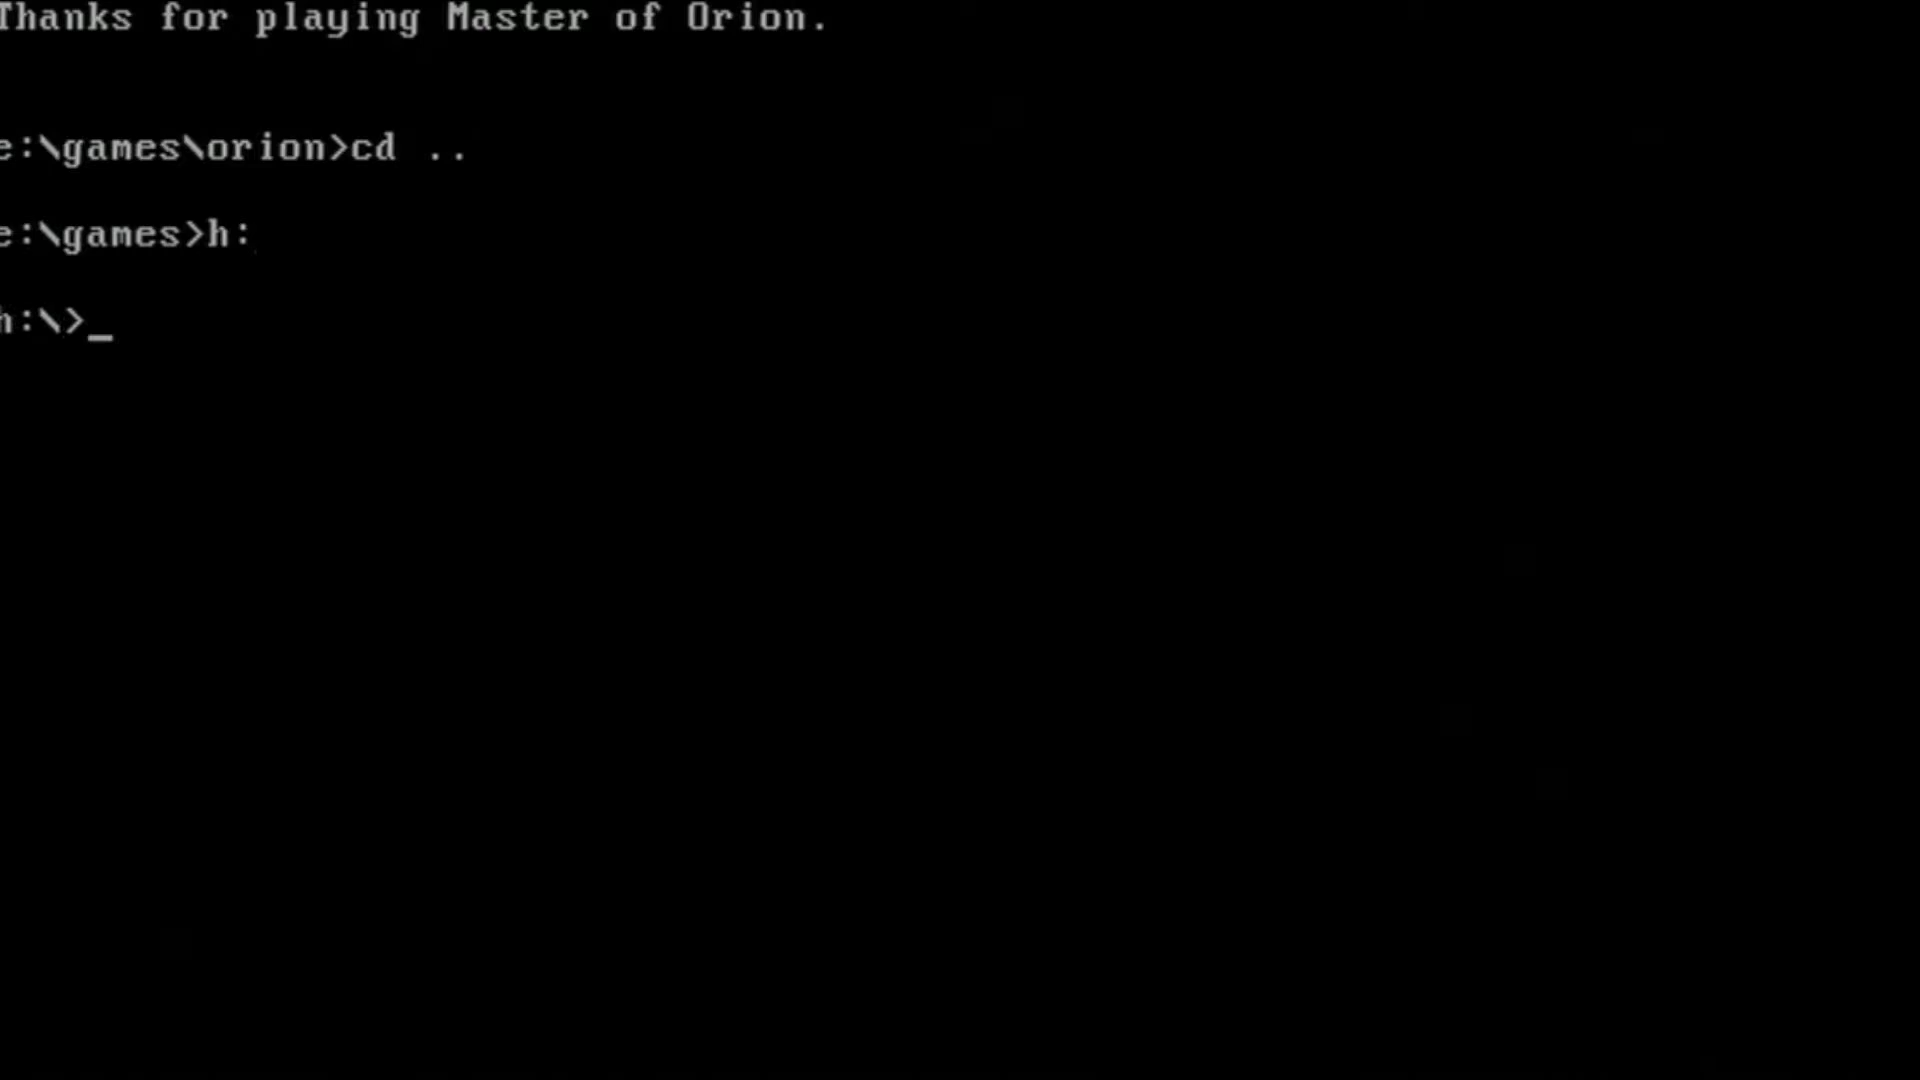 Thanks for playing Master of Orion.
e:\games\orion>cd ..
e:\games>h:
h:\>_